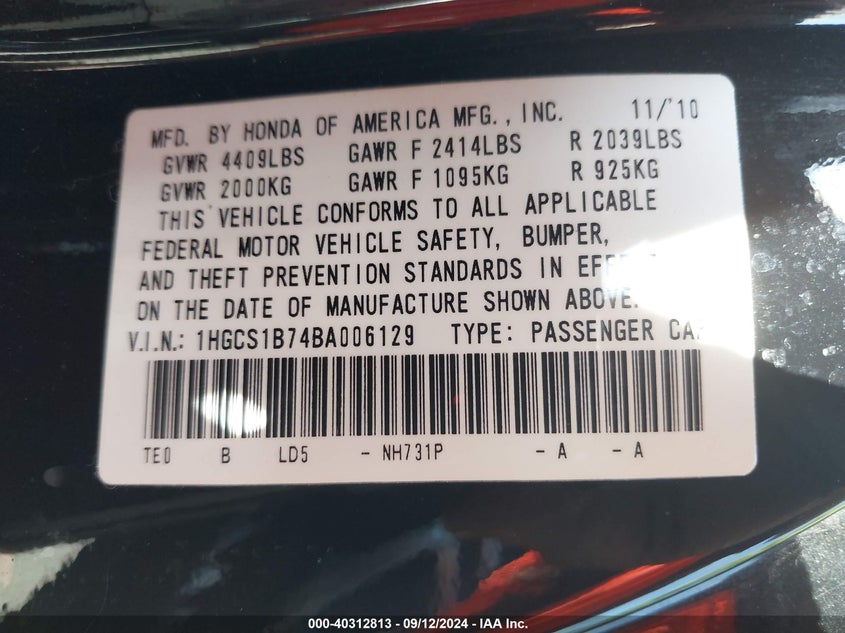 MFD. BY HONDA OF AMERICA MFG., INC. 11/'10
GVWR 4409LBS GAWR F 2414LBS R 2039LBS
GVWR 2000KG GAWR F 1095KG R 925KG
THIS VEHICLE CONFORMS TO ALL APPLICABLE
FEDERAL MOTOR VEHICLE SAFETY, BUMPER,
AND THEFT PREVENTION STANDARDS IN EFFECT
ON THE DATE OF MANUFACTURE SHOWN ABOVE.
V.I.N.: 1HGCS1B74BA006129 TYPE: PASSENGER CAR
TE0 B LD5 - NH731P - A - A
000-40312813 - 09/12/2024 - IAA Inc.